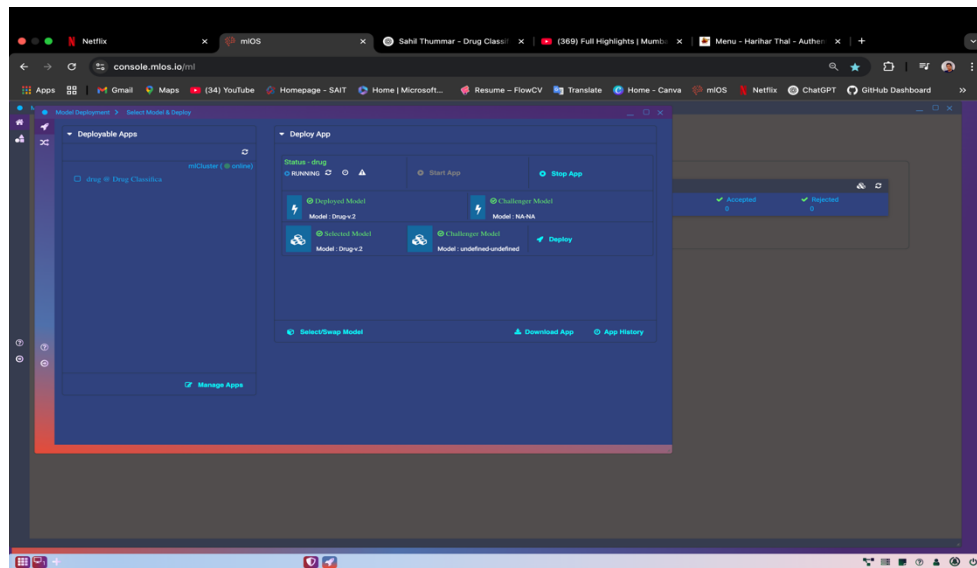 Netflix
mlOS
Sahil Thummar - Drug Classif
(369) Full Highlights | Mumba
Menu - Harihar Thal - Authen
console.mlos.io/ml
Apps
Gmail
Maps
(34) YouTube
Homepage - SAIT
Home | Microsoft...
Resume – FlowCV
Translate
Home - Canva
mlOS
Netflix
ChatGPT
GitHub Dashboard
Model Deployment > Select Model & Deploy
Deployable Apps
mlCluster ( online)
drug @ Drug Classifica
Manage Apps
Deploy App
Status - drug
RUNNING
Start App
Stop App
Deployed Model
Model : Drug-v.2
Challenger Model
Model : NA-NA
Selected Model
Model : Drug-v.2
Challenger Model
Model : undefined-undefined
Deploy
Select/Swap Model
Download App
App History
Accepted
0
Rejected
0